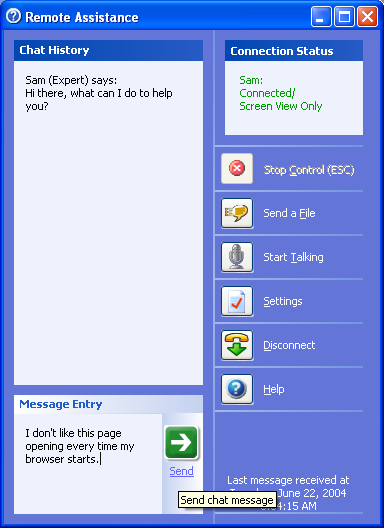 Remote Assistance
Chat History
Sam (Expert) says:
Hi there, what can I do to help
you?
Message Entry
I don't like this page
opening every time my
browser starts.
Send
Send chat message
Connection Status
Sam:
Connected/
Screen View Only
Stop Control (ESC)
Send a File
Start Talking
Settings
Disconnect
Help
Last message received at
June 22, 2004
:15 AM